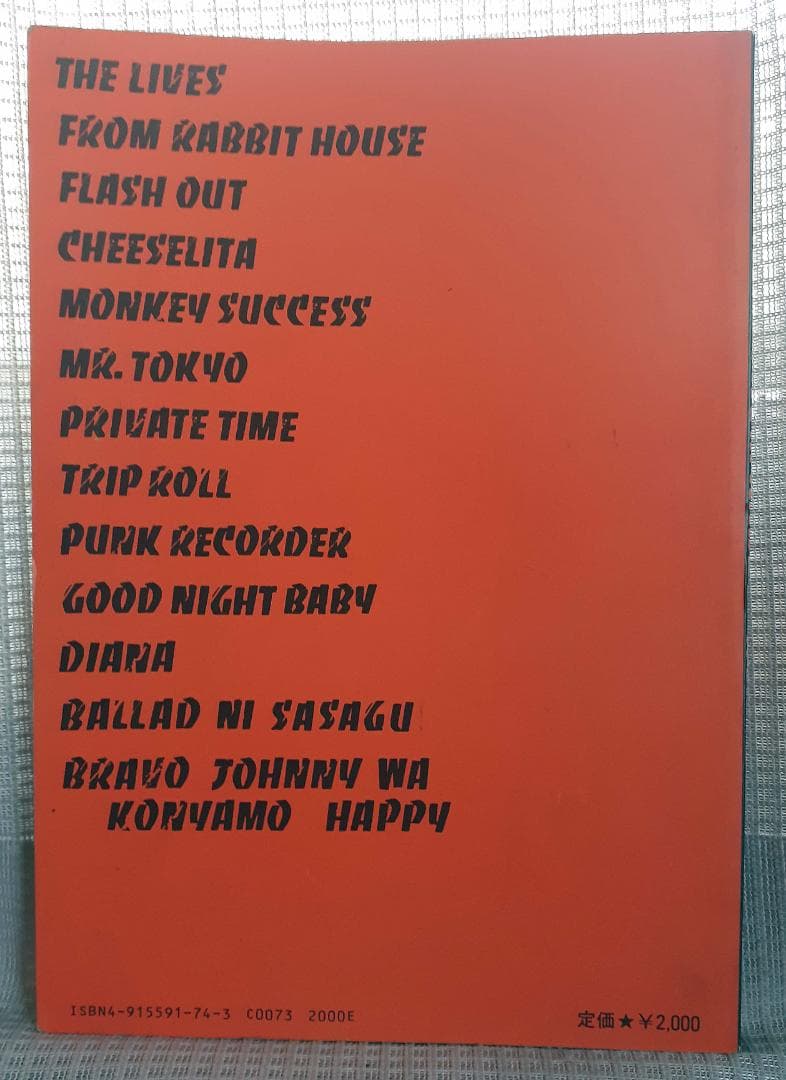 THE LIVES
FROM RABBIT HOUSE
FLASH OUT
CHEESELITA
MONKEY SUCCESS
MR. TOKYO
PRIVATE TIME
TRIP ROLL
PUNK RECORDER
GOOD NIGHT BABY
DIANA
BALLAD NI SASAGU
BRAVO JOHNNY WA
KONYAMO HAPPY
ISBN4-915591-74-3 C0073 2000E
定価★¥2,000